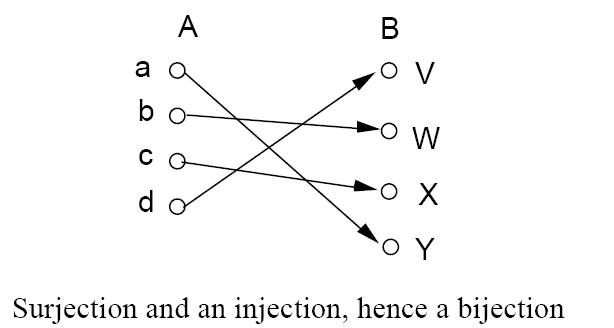 A B
a V
b W
c X
d Y
Surjection and an injection, hence a bijection